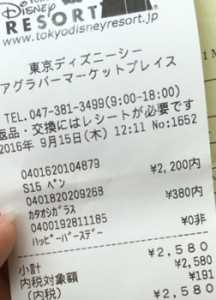 DISNEY
RESORT
www.tokyodisneyresort.jp
東京ディズニーシー
アグラバーマーケットプレイス
TEL.047-381-3499(9:00-18:00)
返品・交換にはレシートが必要です
2016年 9月15日(木) 12:11 No:1652
0401620104879
S15 ペン ¥2,200内
0401820209268
カタオシガラス ¥380内
0400192811185
ハッピーバースデー ¥0非
小計 ¥2,580
内税対象額 ¥2,580
(内税) ¥191
¥2,580